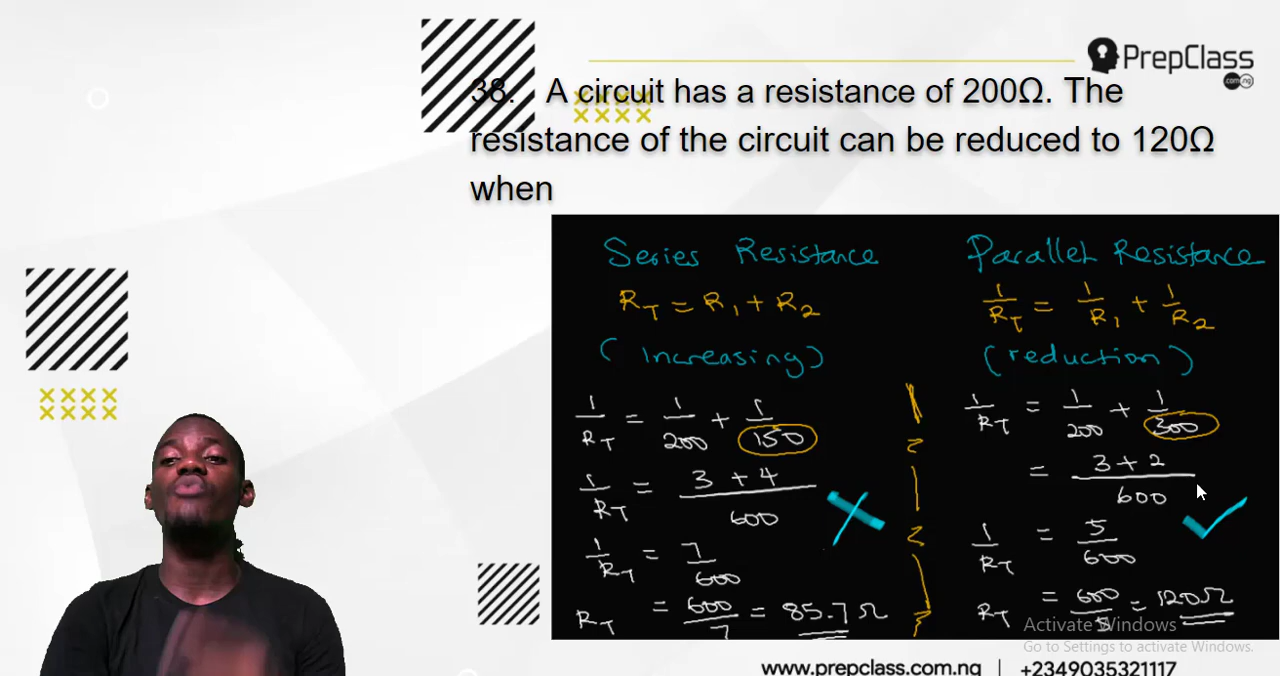 PrepClass
.com ng
38. A circuit has a resistance of 200Ω. The
resistance of the circuit can be reduced to 120Ω
when
Series Resistance
R_T = R_1 + R_2
(Increasing)
1/R_T = 1/200 + 1/150
1/R_T = (3 + 4)/600
1/R_T = 7/600
R_T = 600/7 = 85.7 Ω
Parallel Resistance
1/R_T = 1/R_1 + 1/R_2
(reduction)
1/R_T = 1/200 + 1/300
= (3 + 2)/600
1/R_T = 5/600
R_T = 600/5 = 120Ω
Activate Windows
Go to Settings to activate Windows.
www.prepclass.com.ng | +2349035321117